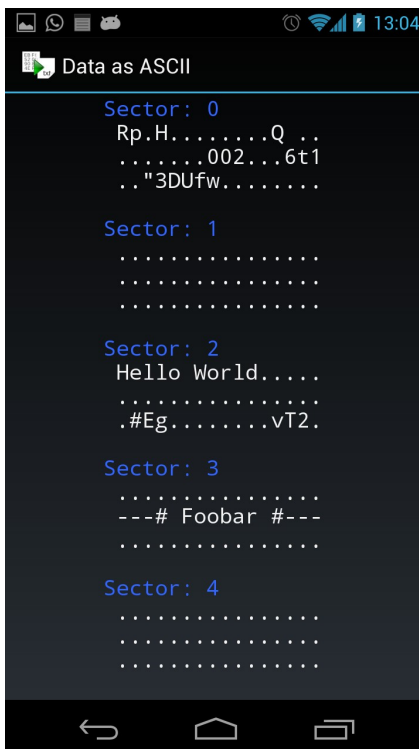 13:04
Data as ASCII
Sector: 0
Rp.H........Q ..
.......002...6t1
.."3DUfw........
Sector: 1
................
................
................
Sector: 2
Hello World.....
................
.#Eg........vT2.
Sector: 3
................
---# Foobar #---
................
Sector: 4
................
................
................